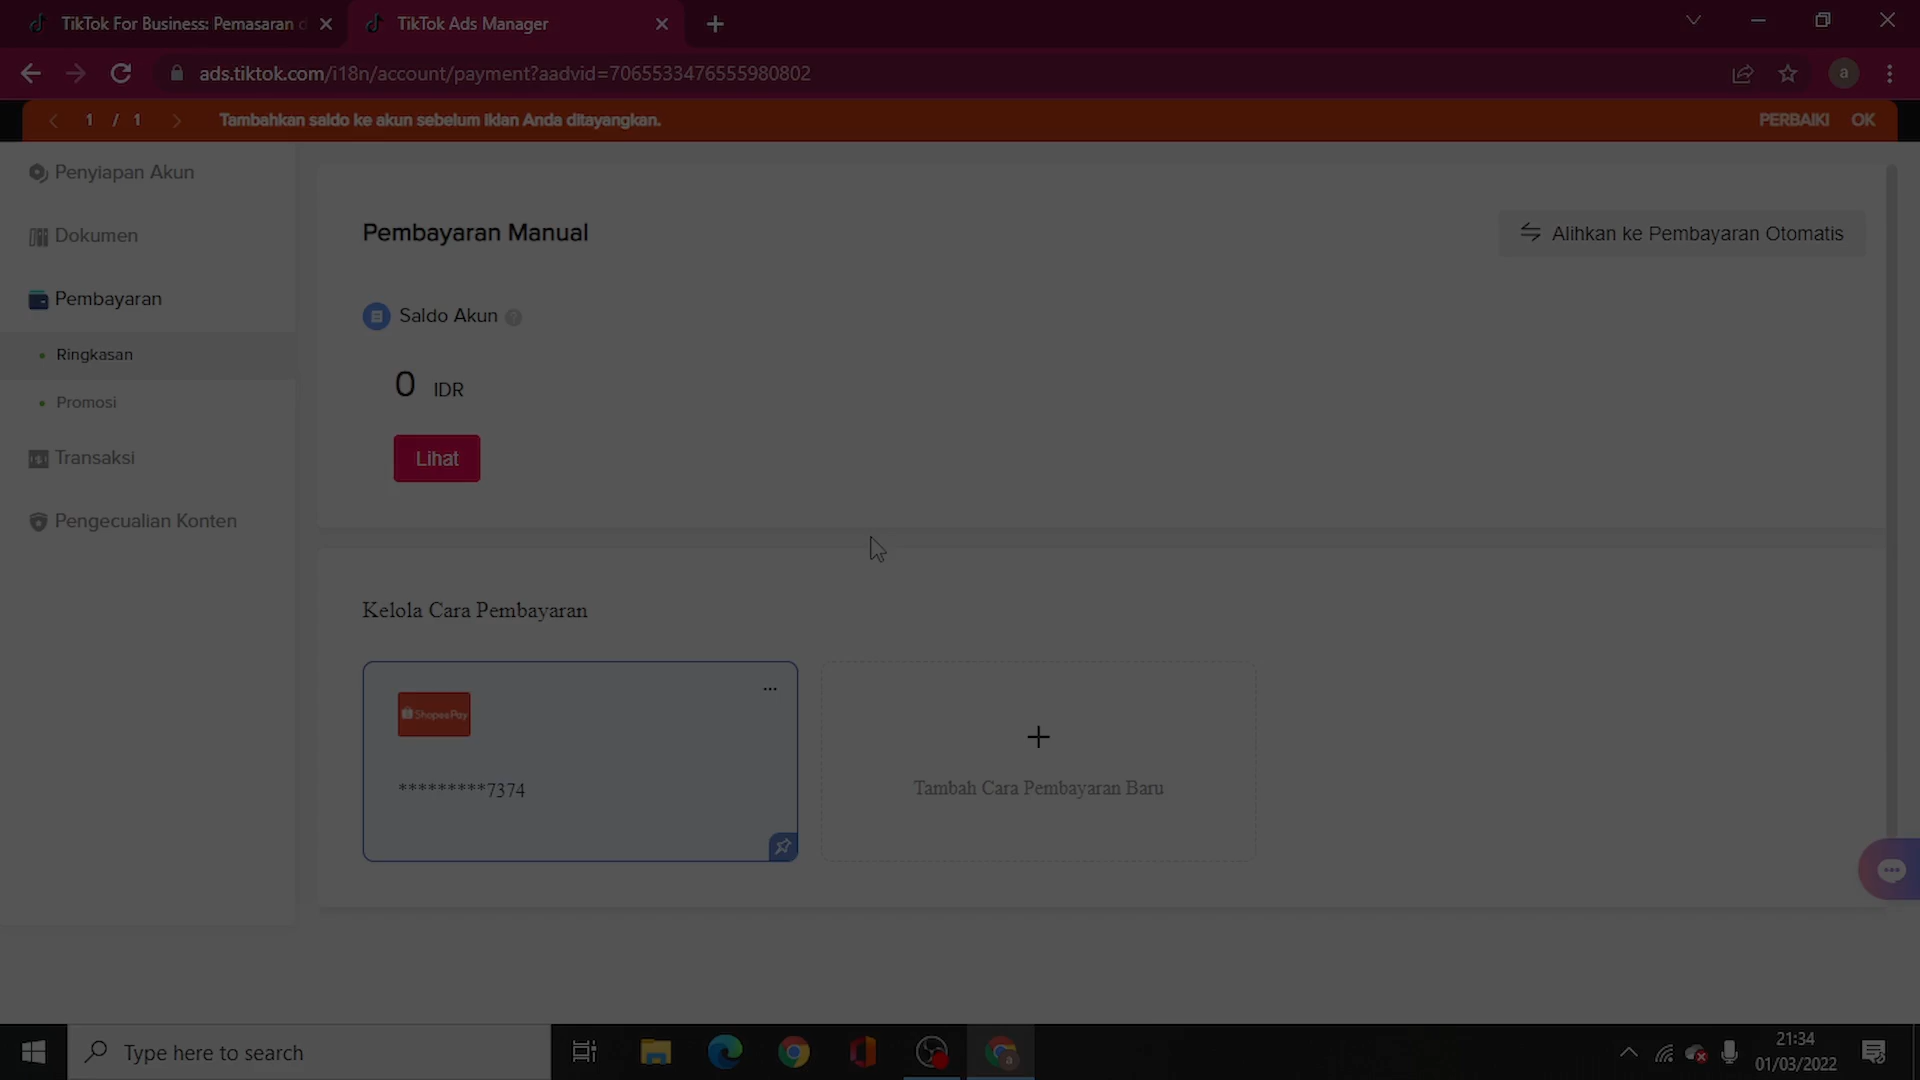 TikTok For Business: Pemasaran d
TikTok Ads Manager
ads.tiktok.com/i18n/account/payment?aadvid=7065533476555980802
a
1 / 1
Tambahkan saldo ke akun sebelum iklan Anda ditayangkan.
PERBAIKI OK
Penyiapan Akun
Dokumen
Pembayaran
Ringkasan
Promosi
Transaksi
Pengecualian Konten
Pembayaran Manual
Alihkan ke Pembayaran Otomatis
Saldo Akun ?
0 IDR
Lihat
Kelola Cara Pembayaran
ShopeePay
*********7374
+
Tambah Cara Pembayaran Baru
Type here to search
a
21:34
01/03/2022